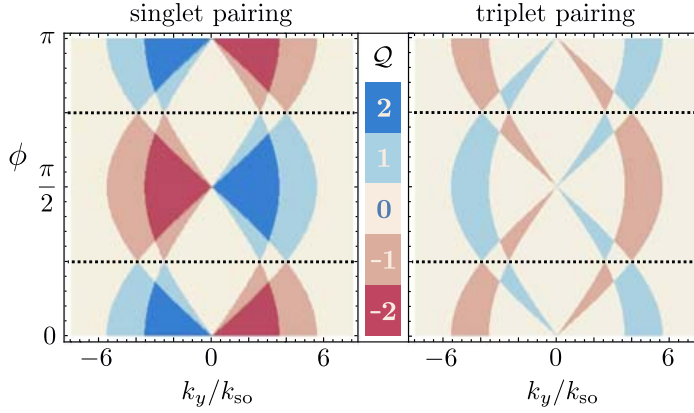 singlet pairing
triplet pairing
π
φ
π
2
0
Q
2
1
0
-1
-2
−6
0
6
−6
0
6
k_y/k_so
k_y/k_so